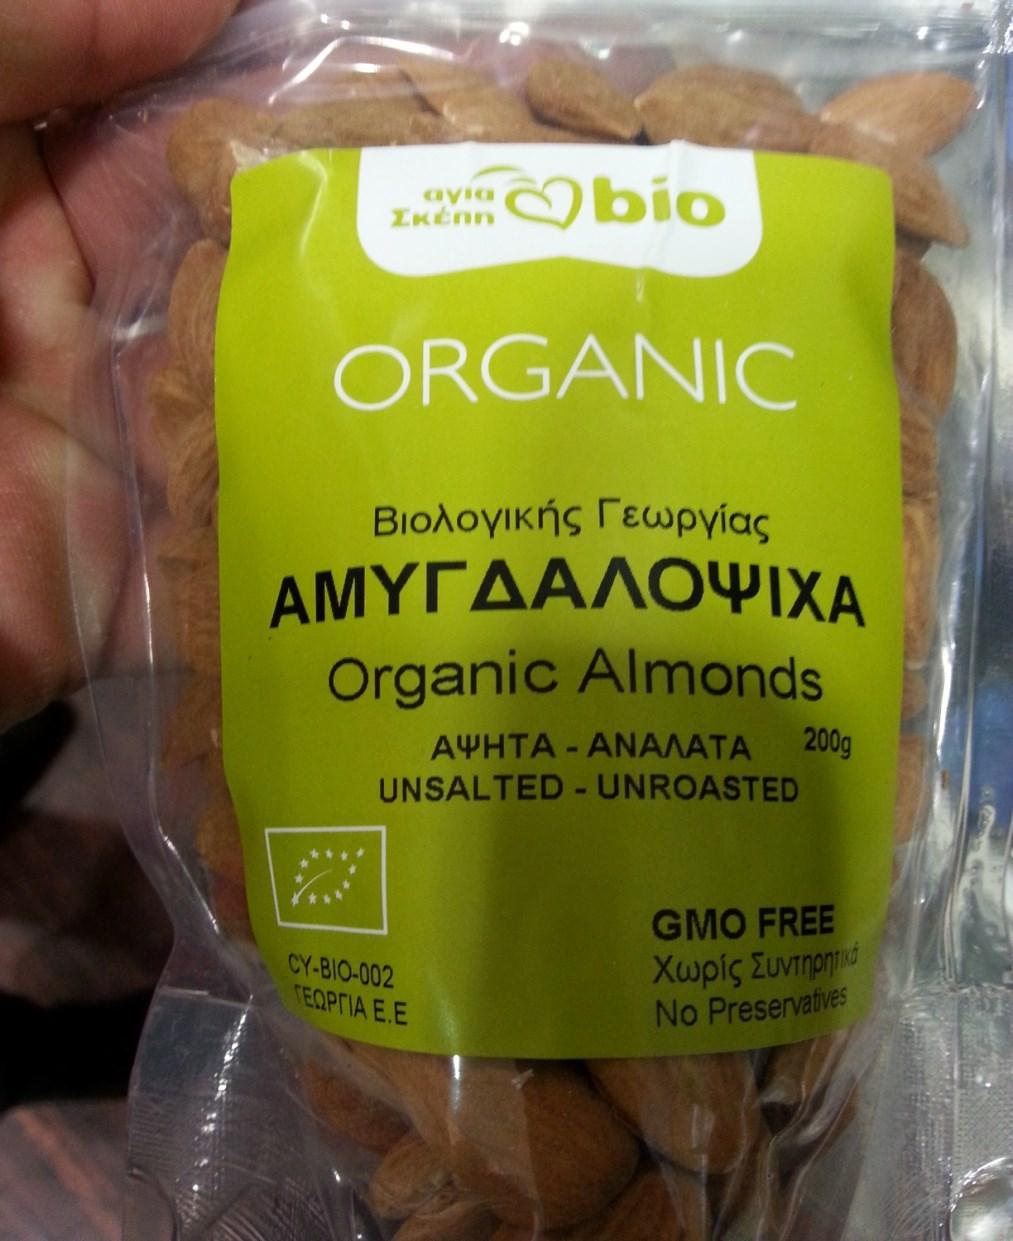 αγια
Σκέπη bio
ORGANIC
Βιολογικής Γεωργίας
ΑΜΥΓΔΑΛΟΨΙΧΑ
Organic Almonds
ΑΨΗΤΑ - ΑΝΑΛΑΤΑ 200g
UNSALTED - UNROASTED
GMO FREE
Χωρίς Συντηρητικά
No Preservatives
CY-BIO-002
ΓΕΩΡΓΙΑ Ε.Ε